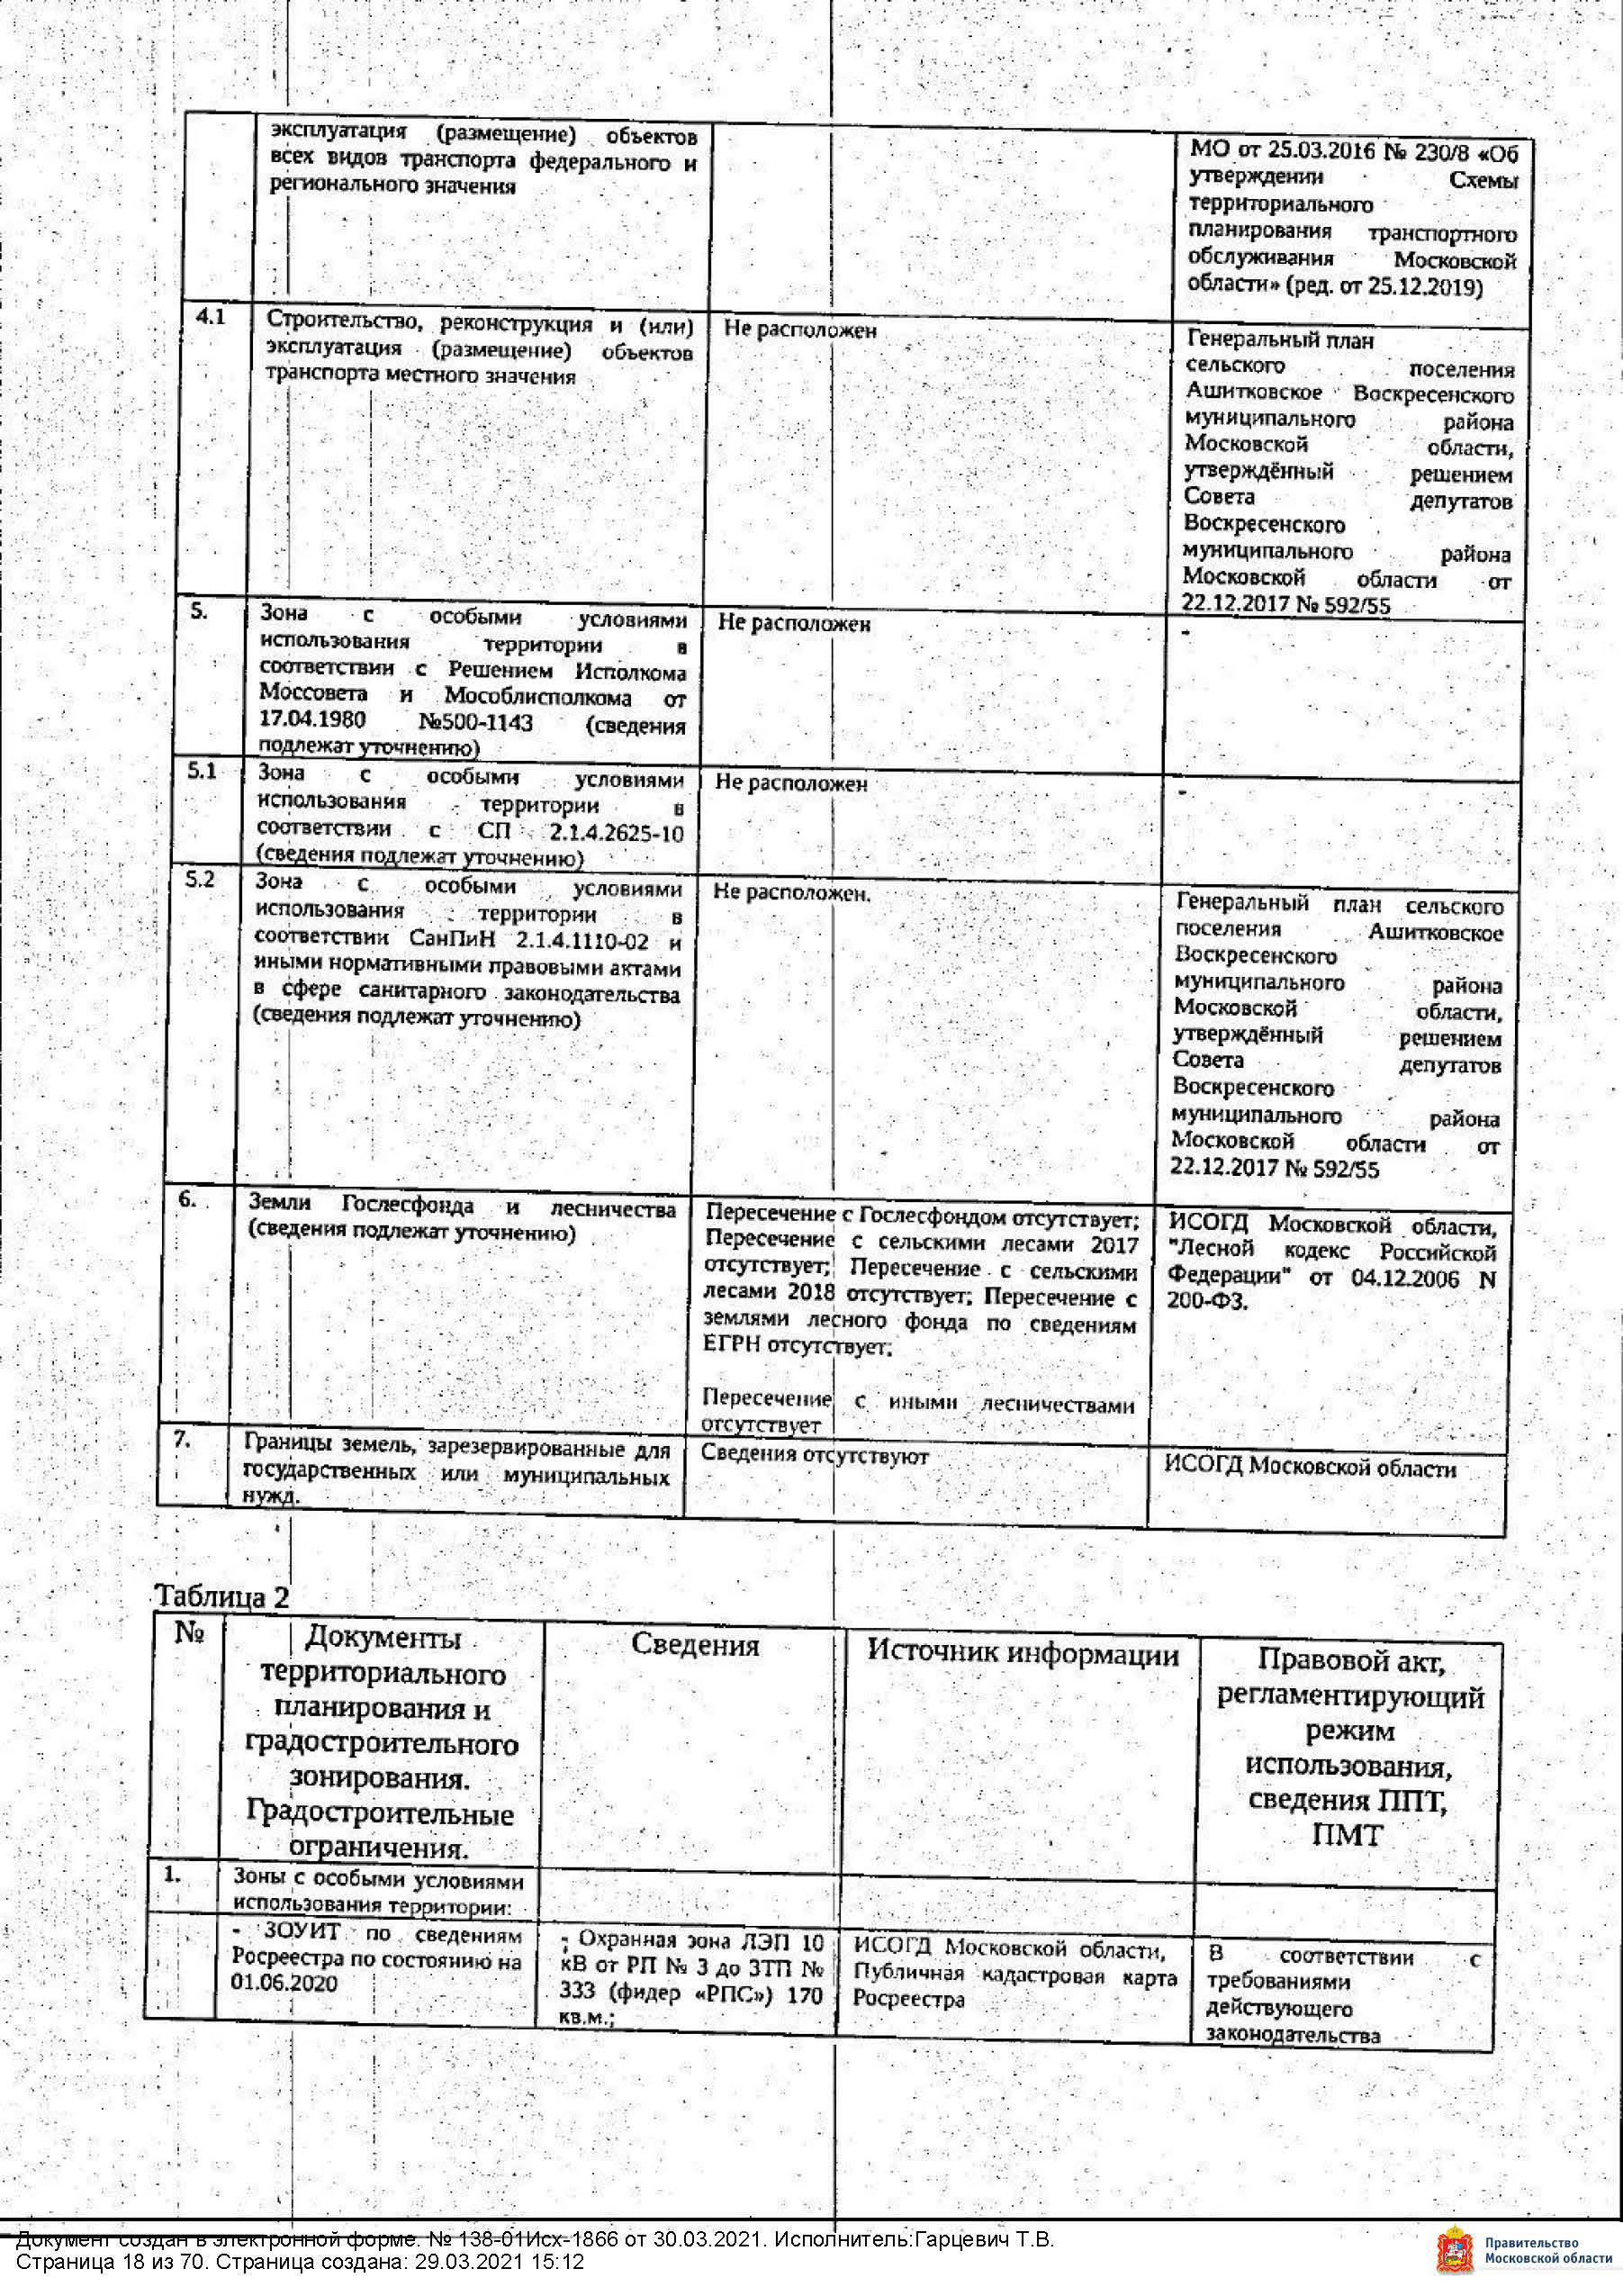 эксплуатация (размещение) объектов
всех видов транспорта федерального и
регионального значения
МО от 25.03.2016 № 230/8 «Об
утверждении Схемы
территориального
планирования транспортного
обслуживания Московской
области» (ред. от 25.12.2019)
4.1
Строительство, реконструкция и (или)
эксплуатация (размещение) объектов
транспорта местного значения
Не расположен
Генеральный план
сельского поселения
Ашитковское Воскресенского
муниципального района
Московской области,
утверждённый решением
Совета депутатов
Воскресенского
муниципального района
Московской области от
22.12.2017 № 592/55
5.
Зона с особыми условиями
использования территории в
соответствии с Решением Исполкома
Моссовета и Мособлисполкома от
17.04.1980 №500-1143 (сведения
подлежат уточнению)
Не расположен
-
5.1
Зона с особыми условиями
использования территории в
соответствии с СП 2.1.4.2625-10
(сведения подлежат уточнению)
Не расположен
-
5.2
Зона с особыми условиями
использования территории в
соответствии СанПиН 2.1.4.1110-02 и
иными нормативными правовыми актами
в сфере санитарного законодательства
(сведения подлежат уточнению)
Не расположен.
Генеральный план сельского
поселения Ашитковское
Воскресенского
муниципального района
Московской области,
утверждённый решением
Совета депутатов
Воскресенского
муниципального района
Московской области от
22.12.2017 № 592/55
6.
Земли Гослесфонда и лесничества
(сведения подлежат уточнению)
Пересечение с Гослесфондом отсутствует;
Пересечение с сельскими лесами 2017
отсутствует; Пересечение с сельскими
лесами 2018 отсутствует; Пересечение с
землями лесного фонда по сведениям
ЕГРН отсутствует;
Пересечение с иными лесничествами
отсутствует
ИСОГД Московской области,
"Лесной кодекс Российской
Федерации" от 04.12.2006 N
200-ФЗ.
7.
Границы земель, зарезервированные для
государственных или муниципальных
нужд.
Сведения отсутствуют
ИСОГД Московской области
Таблица 2
№
Документы
территориального
планирования и
градостроительного
зонирования.
Градостроительные
ограничения.
Сведения
Источник информации
Правовой акт,
регламентирующий
режим
использования,
сведения ППТ,
ПМТ
1.
Зоны с особыми условиями
использования территории:
- ЗОУИТ по сведениям
Росреестра по состоянию на
01.06.2020
; Охранная зона ЛЭП 10
кВ от РП № 3 до ЗТП №
333 (фидер «РПС») 170
кв.м.;
ИСОГД Московской области,
Публичная кадастровая карта
Росреестра
В соответствии с
требованиями
действующего
законодательства
Документ создан в электронной форме. № 138-01Исх-1866 от 30.03.2021. Исполнитель:Гарцевич Т.В.
Страница 18 из 70. Страница создана: 29.03.2021 15:12
Правительство
Московской области